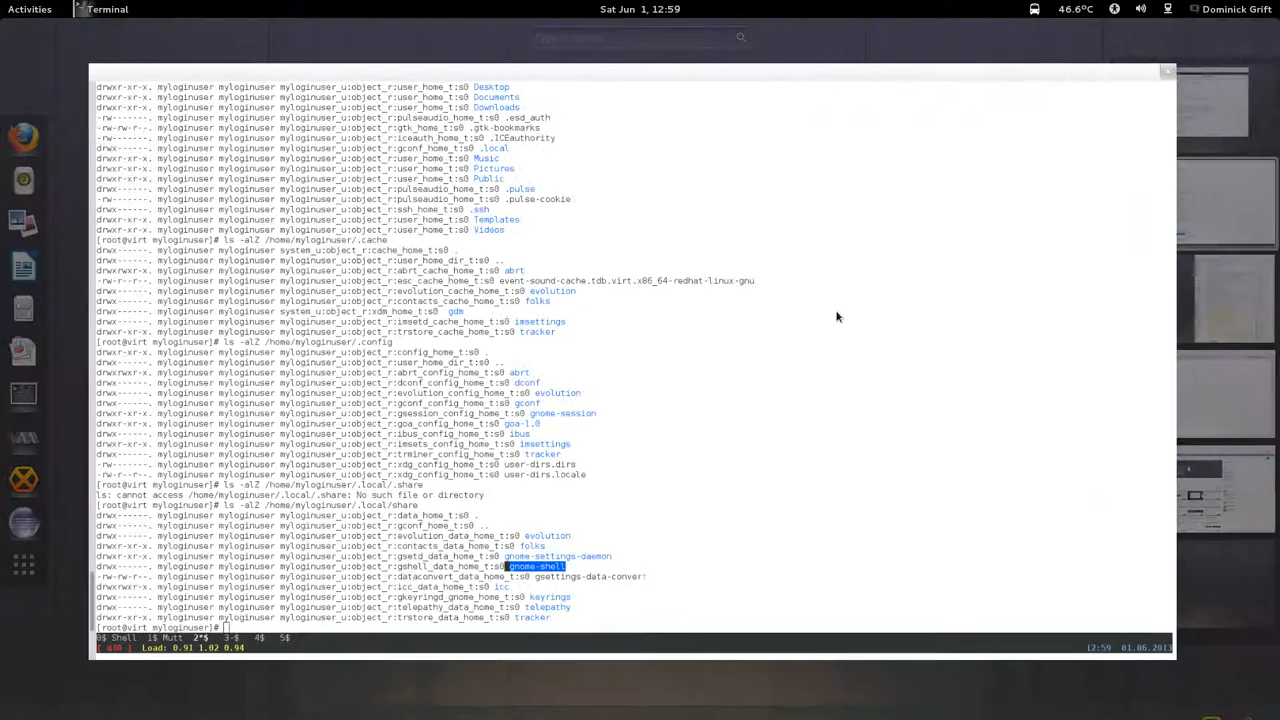 Activities Terminal Sat Jun 1, 12:59 46.6°C Dominick Grift
Type to search...
drwxr-xr-x. myloginuser myloginuser myloginuser_u:object_r:user_home_t:s0 Desktop
drwxr-xr-x. myloginuser myloginuser myloginuser_u:object_r:user_home_t:s0 Documents
drwxr-xr-x. myloginuser myloginuser myloginuser_u:object_r:user_home_t:s0 Downloads
-rw-------. myloginuser myloginuser myloginuser_u:object_r:pulseaudio_home_t:s0 .esd_auth
-rw-rw-r--. myloginuser myloginuser myloginuser_u:object_r:gtk_home_t:s0 .gtk-bookmarks
-rw-------. myloginuser myloginuser myloginuser_u:object_r:iceauth_home_t:s0 .ICEauthority
drwx------. myloginuser myloginuser myloginuser_u:object_r:gconf_home_t:s0 .local
drwxr-xr-x. myloginuser myloginuser myloginuser_u:object_r:user_home_t:s0 Music
drwxr-xr-x. myloginuser myloginuser myloginuser_u:object_r:user_home_t:s0 Pictures
drwxr-xr-x. myloginuser myloginuser myloginuser_u:object_r:user_home_t:s0 Public
drwx------. myloginuser myloginuser myloginuser_u:object_r:pulseaudio_home_t:s0 .pulse
-rw-------. myloginuser myloginuser myloginuser_u:object_r:pulseaudio_home_t:s0 .pulse-cookie
drwx------. myloginuser myloginuser myloginuser_u:object_r:ssh_home_t:s0 .ssh
drwxr-xr-x. myloginuser myloginuser myloginuser_u:object_r:user_home_t:s0 Templates
drwxr-xr-x. myloginuser myloginuser myloginuser_u:object_r:user_home_t:s0 Videos
[root@virt myloginuser]# ls -alZ /home/myloginuser/.cache
drwx------. myloginuser myloginuser system_u:object_r:cache_home_t:s0 .
drwx------. myloginuser myloginuser myloginuser_u:object_r:user_home_dir_t:s0 ..
drwxrwxr-x. myloginuser myloginuser myloginuser_u:object_r:abrt_cache_home_t:s0 abrt
-rw-r--r--. myloginuser myloginuser myloginuser_u:object_r:esc_cache_home_t:s0 event-sound-cache.tdb.virt.x86_64-redhat-linux-gnu
drwx------. myloginuser myloginuser myloginuser_u:object_r:evolution_cache_home_t:s0 evolution
drwx------. myloginuser myloginuser myloginuser_u:object_r:contacts_cache_home_t:s0 folks
drwx------. myloginuser myloginuser system_u:object_r:xdm_home_t:s0 gdm
drwx------. myloginuser myloginuser myloginuser_u:object_r:imsetd_cache_home_t:s0 imsettings
drwxr-xr-x. myloginuser myloginuser myloginuser_u:object_r:trstore_cache_home_t:s0 tracker
[root@virt myloginuser]# ls -alZ /home/myloginuser/.config
drwxr-xr-x. myloginuser myloginuser myloginuser_u:object_r:config_home_t:s0 .
drwx------. myloginuser myloginuser myloginuser_u:object_r:user_home_dir_t:s0 ..
drwxrwxr-x. myloginuser myloginuser myloginuser_u:object_r:abrt_config_home_t:s0 abrt
drwx------. myloginuser myloginuser myloginuser_u:object_r:dconf_config_home_t:s0 dconf
drwx------. myloginuser myloginuser myloginuser_u:object_r:evolution_config_home_t:s0 evolution
drwx------. myloginuser myloginuser myloginuser_u:object_r:gconf_config_home_t:s0 gconf
drwxr-xr-x. myloginuser myloginuser myloginuser_u:object_r:gsession_config_home_t:s0 gnome-session
drwxr-xr-x. myloginuser myloginuser myloginuser_u:object_r:goa_config_home_t:s0 goa-1.0
drwx------. myloginuser myloginuser myloginuser_u:object_r:ibus_config_home_t:s0 ibus
drwxr-xr-x. myloginuser myloginuser myloginuser_u:object_r:imsets_config_home_t:s0 imsettings
drwx------. myloginuser myloginuser myloginuser_u:object_r:trminer_config_home_t:s0 tracker
-rw-------. myloginuser myloginuser myloginuser_u:object_r:xdg_config_home_t:s0 user-dirs.dirs
-rw-r--r--. myloginuser myloginuser myloginuser_u:object_r:xdg_config_home_t:s0 user-dirs.locale
[root@virt myloginuser]# ls -alZ /home/myloginuser/.local/.share
ls: cannot access /home/myloginuser/.local/.share: No such file or directory
[root@virt myloginuser]# ls -alZ /home/myloginuser/.local/share
drwx------. myloginuser myloginuser myloginuser_u:object_r:data_home_t:s0 .
drwx------. myloginuser myloginuser myloginuser_u:object_r:gconf_home_t:s0 ..
drwx------. myloginuser myloginuser myloginuser_u:object_r:evolution_data_home_t:s0 evolution
drwx------. myloginuser myloginuser myloginuser_u:object_r:contacts_data_home_t:s0 folks
drwxr-xr-x. myloginuser myloginuser myloginuser_u:object_r:gsetd_data_home_t:s0 gnome-settings-daemon
drwx------. myloginuser myloginuser myloginuser_u:object_r:gshell_data_home_t:s0 gnome-shell
-rw-rw-r--. myloginuser myloginuser myloginuser_u:object_r:dataconvert_data_home_t:s0 gsettings-data-convert
drwxr-xr-x. myloginuser myloginuser myloginuser_u:object_r:icc_data_home_t:s0 icc
drwx------. myloginuser myloginuser myloginuser_u:object_r:gkeyringd_gnome_home_t:s0 keyrings
drwx------. myloginuser myloginuser myloginuser_u:object_r:telepathy_data_home_t:s0 telepathy
drwxr-xr-x. myloginuser myloginuser myloginuser_u:object_r:trstore_data_home_t:s0 tracker
[root@virt myloginuser]#
0$ Shell 1$ Mutt 2*$ 3-$ 4$ 5$
[ d30 ] Load: 0.91 1.02 0.94 12:59 01.06.2013